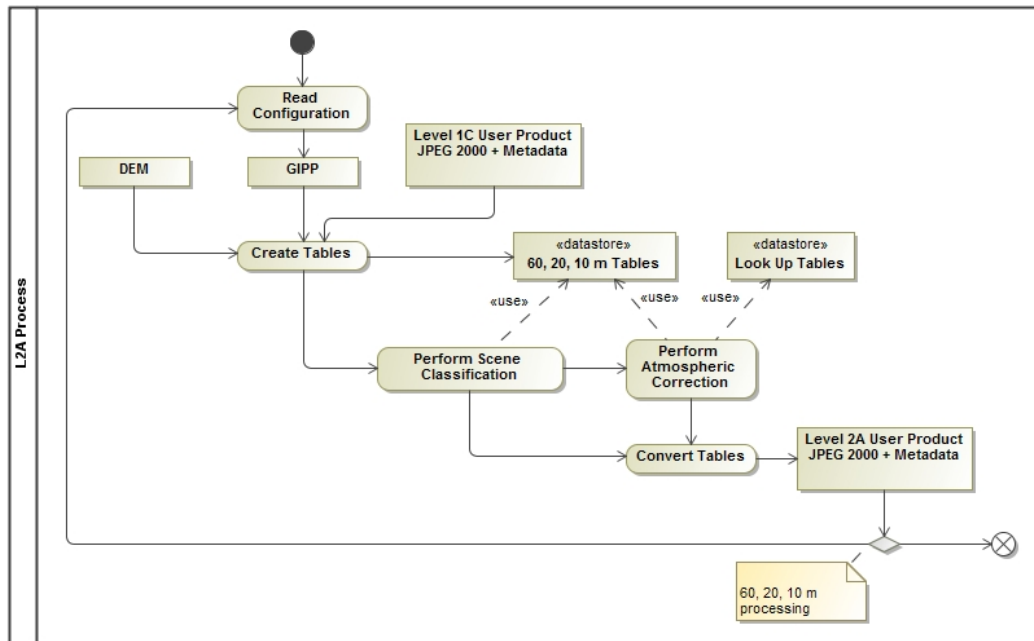 L2A Process
Read
Configuration
Level 1C User Product
JPEG 2000 + Metadata
DEM
GIPP
Create Tables
«datastore»
60, 20, 10 m Tables
«datastore»
Look Up Tables
«use»
«use»
«use»
Perform Scene
Classification
Perform
Atmospheric
Correction
Convert Tables
Level 2A User Product
JPEG 2000 + Metadata
60, 20, 10 m
processing